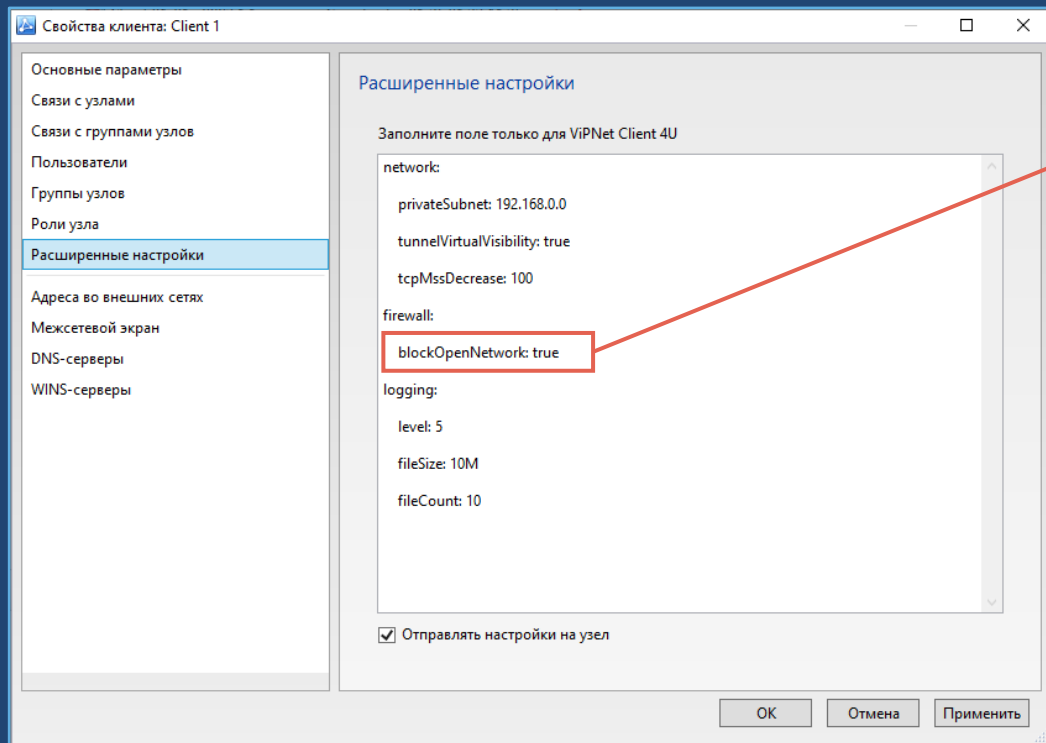 Свойства клиента: Client 1
Основные параметры
Связи с узлами
Связи с группами узлов
Пользователи
Группы узлов
Роли узла
Расширенные настройки
Адреса во внешних сетях
Межсетевой экран
DNS-серверы
WINS-серверы
Расширенные настройки
Заполните поле только для ViPNet Client 4U
network:
privateSubnet: 192.168.0.0
tunnelVirtualVisibility: true
tcpMssDecrease: 100
firewall:
blockOpenNetwork: true
logging:
level: 5
fileSize: 10M
fileCount: 10
Отправлять настройки на узел
ОК
Отмена
Применить